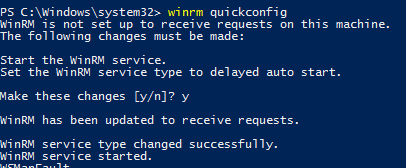 PS C:\Windows\system32> winrm quickconfig
WinRM is not set up to receive requests on this machine.
The following changes must be made:
Start the WinRM service.
Set the WinRM service type to delayed auto start.
Make these changes [y/n]? y
WinRM has been updated to receive requests.
WinRM service type changed successfully.
WinRM service started.
WSManFault